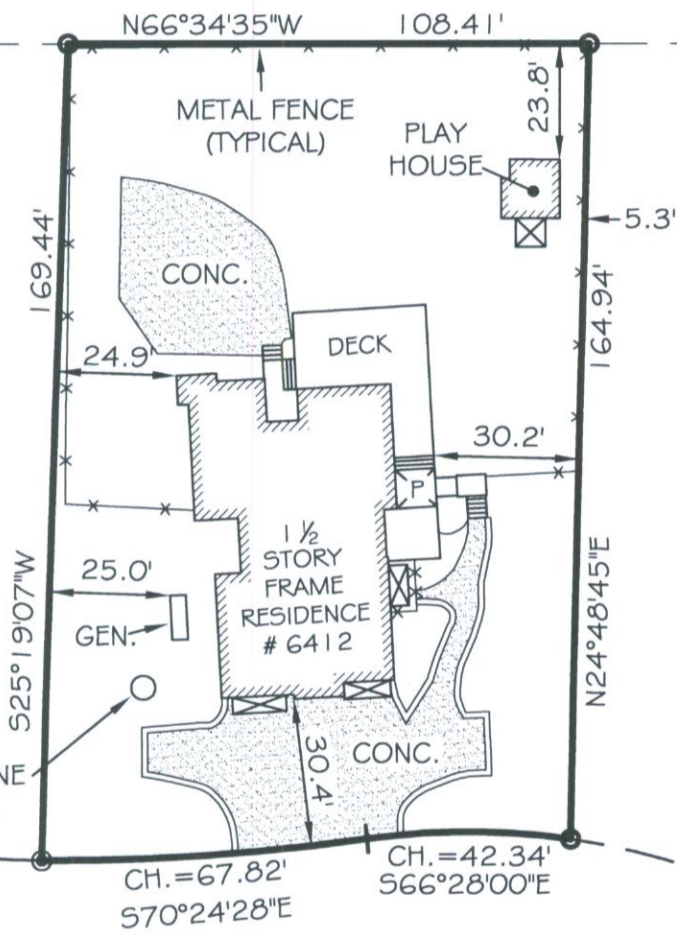 N66°34'35"W 108.41'
METAL FENCE
(TYPICAL)
23.8'
PLAY
HOUSE
5.3'
169.44'
CONC.
164.94'
DECK
24.9'
30.2'
P
1 ½
STORY
FRAME
RESIDENCE
# 6412
25.0'
GEN.
S25°19'07"W
N24°48'45"E
NE
30.4'
CONC.
CH.=67.82'
S70°24'28"E
CH.=42.34'
S66°28'00"E